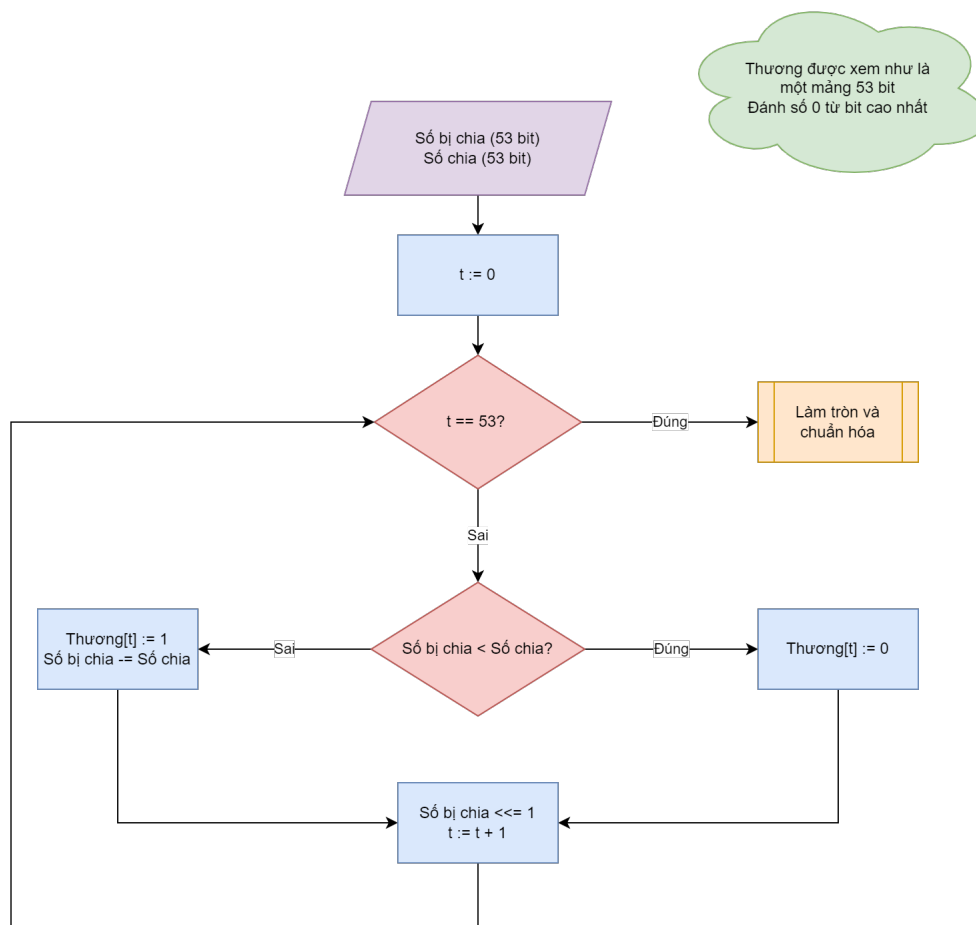 Thương được xem như là
một mảng 53 bit
Đánh số 0 từ bit cao nhất
Số bị chia (53 bit)
Số chia (53 bit)
t := 0
t == 53?
Đúng
Làm tròn và
chuẩn hóa
Sai
Thương[t] := 1
Số bị chia -= Số chia
Sai
Số bị chia < Số chia?
Đúng
Thương[t] := 0
Số bị chia <<= 1
t := t + 1